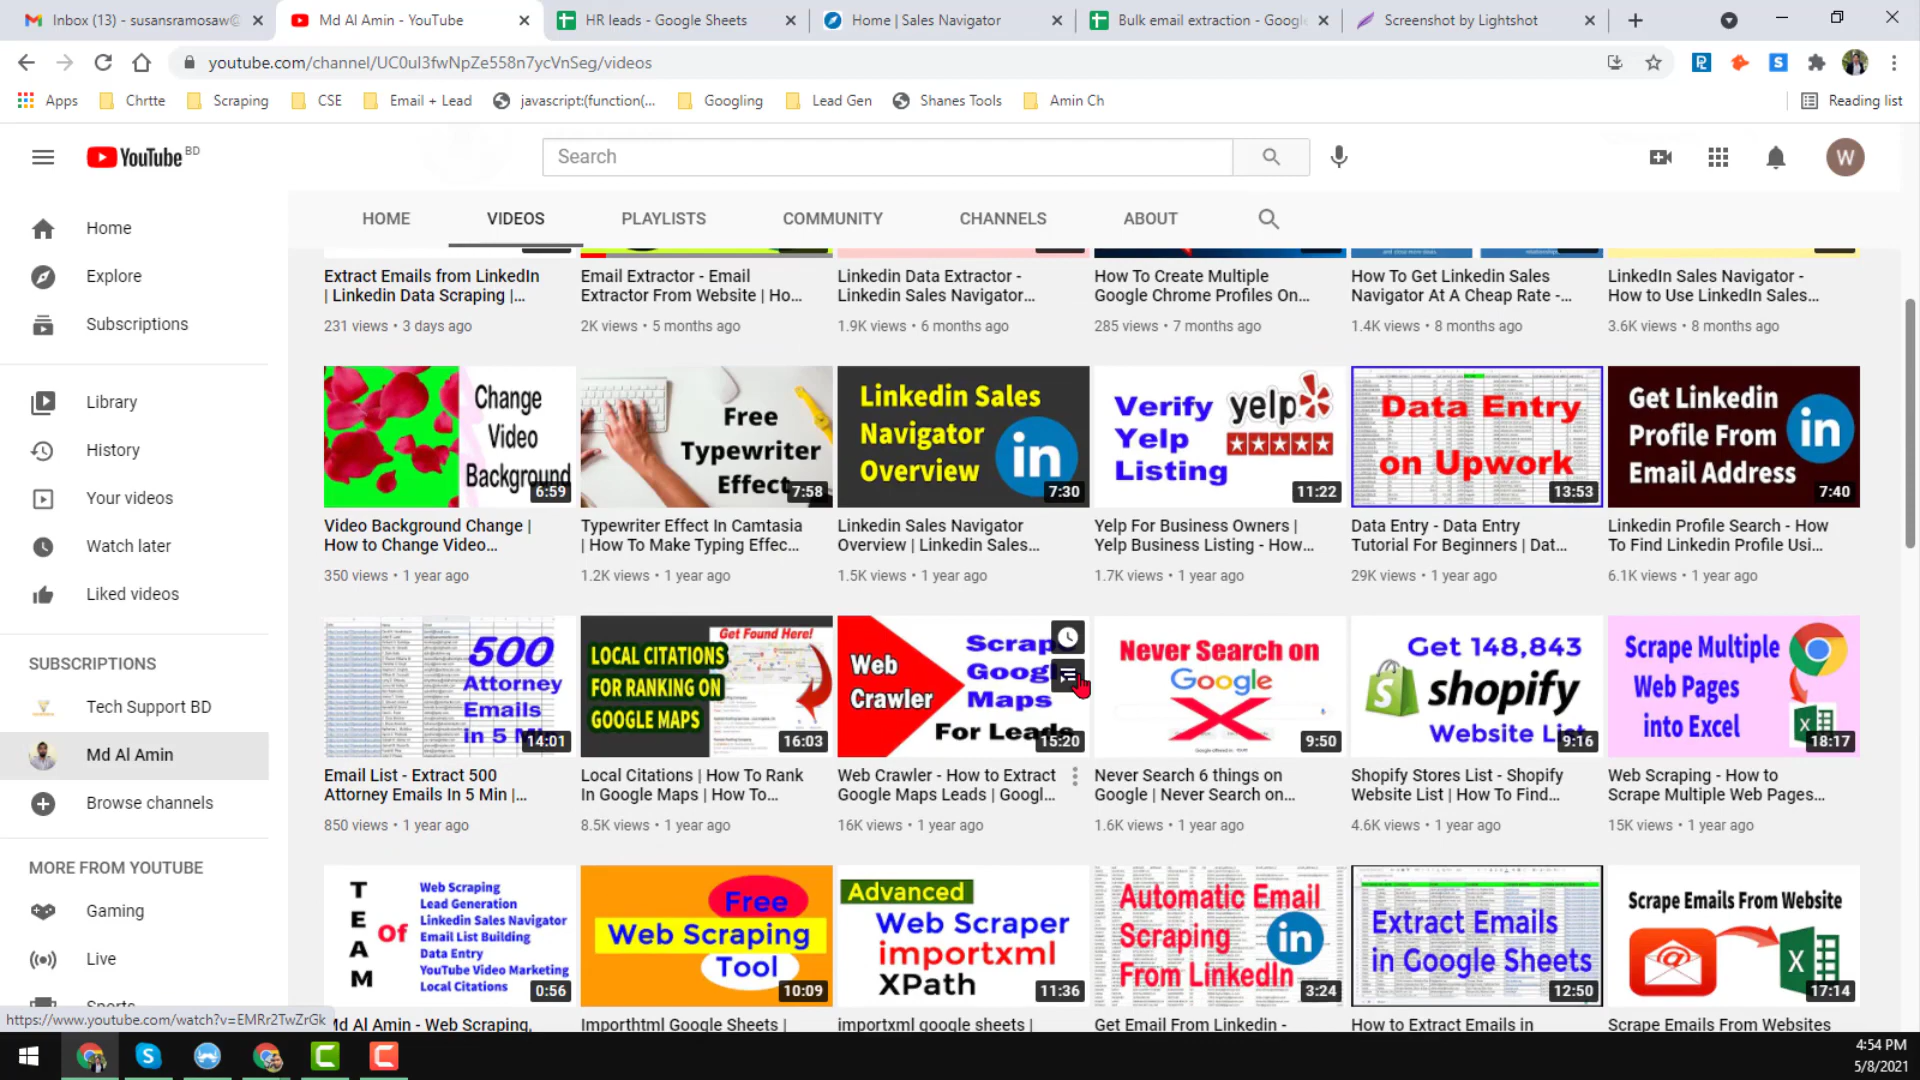 Inbox (13) - susansramosaw@
Md Al Amin - YouTube
HR leads - Google Sheets
Home | Sales Navigator
Bulk email extraction - Google
Screenshot by Lightshot
youtube.com/channel/UC0uI3fwNpZe558n7ycVnSeg/videos
Apps
Chrtte
Scraping
CSE
Email + Lead
javascript:(function(...
Googling
Lead Gen
Shanes Tools
Amin Ch
Reading list
YouTube BD
Search
W
HOME
VIDEOS
PLAYLISTS
COMMUNITY
CHANNELS
ABOUT
Home
Explore
Subscriptions
Library
History
Your videos
Watch later
Liked videos
SUBSCRIPTIONS
Tech Support BD
Md Al Amin
Browse channels
MORE FROM YOUTUBE
Gaming
Live
Sports
Extract Emails from LinkedIn
| Linkedin Data Scraping |...
231 views • 3 days ago
Email Extractor - Email
Extractor From Website | Ho...
2K views • 5 months ago
Linkedin Data Extractor -
Linkedin Sales Navigator...
1.9K views • 6 months ago
How To Create Multiple
Google Chrome Profiles On...
285 views • 7 months ago
How To Get Linkedin Sales
Navigator At A Cheap Rate -...
1.4K views • 8 months ago
LinkedIn Sales Navigator -
How to Use LinkedIn Sales...
3.6K views • 8 months ago
Change
Video
Background
6:59
Video Background Change |
How to Change Video...
350 views • 1 year ago
Free
Typewriter
Effect
7:58
Typewriter Effect In Camtasia
| How To Make Typing Effec...
1.2K views • 1 year ago
Linkedin Sales
Navigator
Overview
in
7:30
Linkedin Sales Navigator
Overview | Linkedin Sales...
1.5K views • 1 year ago
Verify
Yelp
Listing
yelp
11:22
Yelp For Business Owners |
Yelp Business Listing - How...
1.7K views • 1 year ago
Data Entry
on Upwork
13:53
Data Entry - Data Entry
Tutorial For Beginners | Dat...
29K views • 1 year ago
Get Linkedin
Profile From
Email Address
in
7:40
Linkedin Profile Search - How
To Find Linkedin Profile Usi...
6.1K views • 1 year ago
500
Attorney
Emails
in 5 M
14:01
Email List - Extract 500
Attorney Emails In 5 Min |...
850 views • 1 year ago
Get Found Here!
LOCAL CITATIONS
FOR RANKING ON
GOOGLE MAPS
16:03
Local Citations | How To Rank
In Google Maps | How To...
8.5K views • 1 year ago
Web
Crawler
Scrap
Goog
Maps
For Leads
15:20
Web Crawler - How to Extract
Google Maps Leads | Googl...
16K views • 1 year ago
Never Search on
Google
9:50
Never Search 6 things on
Google | Never Search on...
1.6K views • 1 year ago
Get 148,843
shopify
Website List
9:16
Shopify Stores List - Shopify
Website List | How To Find...
4.6K views • 1 year ago
Scrape Multiple
Web Pages
into Excel
18:17
Web Scraping - How to
Scrape Multiple Web Pages...
15K views • 1 year ago
TEAM
Of
Web Scraping
Lead Generation
Linkedin Sales Navigator
Email List Building
Data Entry
YouTube Video Marketing
Local Citations
0:56
Md Al Amin - Web Scraping,
Free
Web Scraping
Tool
10:09
Importhtml Google Sheets |
Advanced
Web Scraper
importxml
XPath
11:36
importxml google sheets |
Automatic Email
Scraping
From LinkedIn
in
3:24
Get Email From Linkedin -
Extract Emails
in Google Sheets
12:50
How to Extract Emails in
Scrape Emails From Website
17:14
Scrape Emails From Websites
https://www.youtube.com/watch?v=EMRr2TwZrGk
4:54 PM
5/8/2021